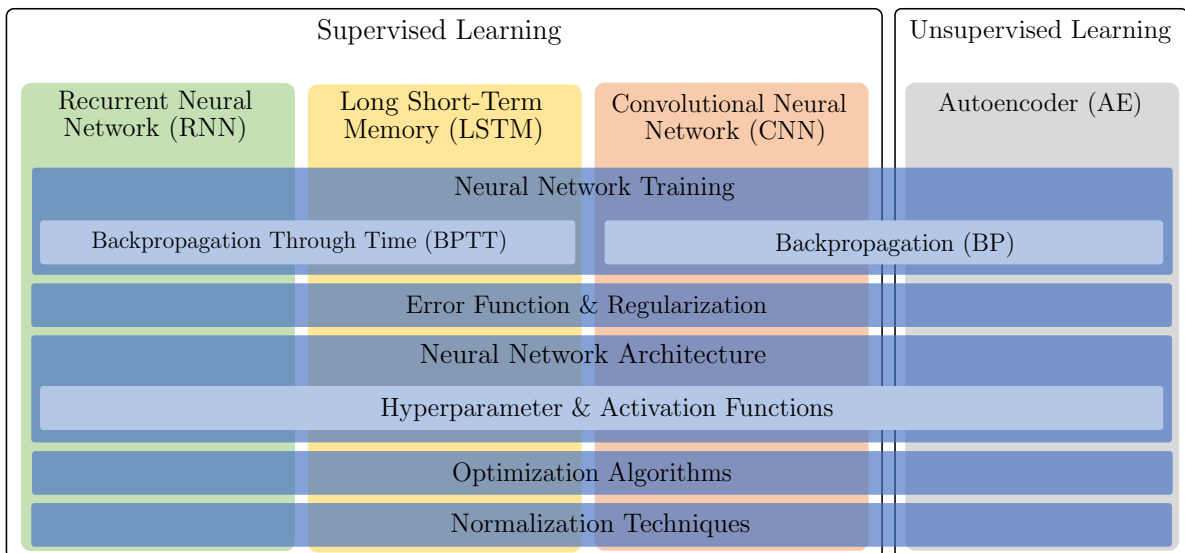 Supervised Learning
Unsupervised Learning
Recurrent Neural
Network (RNN)
Long Short-Term
Memory (LSTM)
Convolutional Neural
Network (CNN)
Autoencoder (AE)
Neural Network Training
Backpropagation Through Time (BPTT)
Backpropagation (BP)
Error Function & Regularization
Neural Network Architecture
Hyperparameter & Activation Functions
Optimization Algorithms
Normalization Techniques